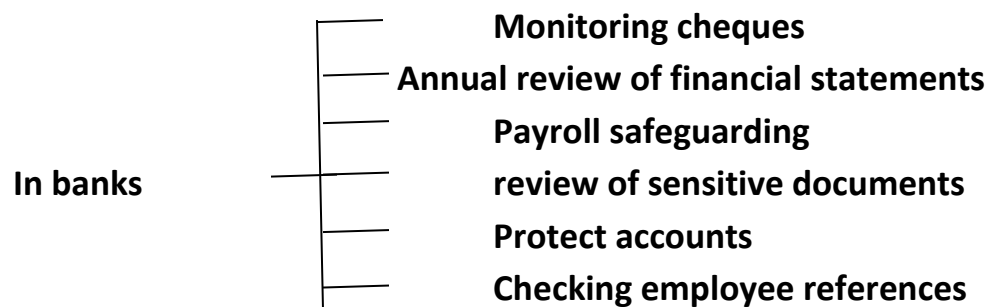 Monitoring cheques
Annual review of financial statements
Payroll safeguarding
In banks review of sensitive documents
Protect accounts
Checking employee references